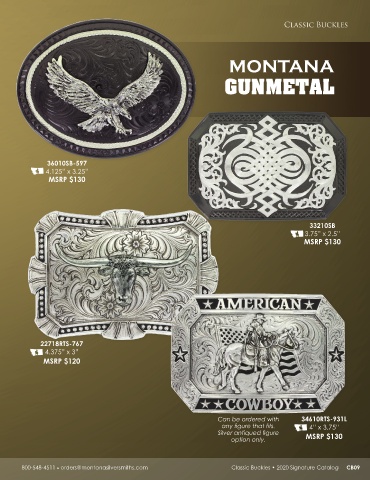 Classic Buckles
MONTANA
GUNMETAL
36010SB-597
4.125" x 3.25"
MSRP $130
33210SB
3.75" x 2.5"
MSRP $130
22718RTS-767
4.375" x 3"
MSRP $120
AMERICAN
COWBOY
Can be ordered with
any figure that fits.
Silver antiqued figure
option only.
34610RTS-931L
4" x 3.75"
MSRP $130
800-548-4511 • orders@montanasilversmiths.com
Classic Buckles • 2020 Signature Catalog CB09